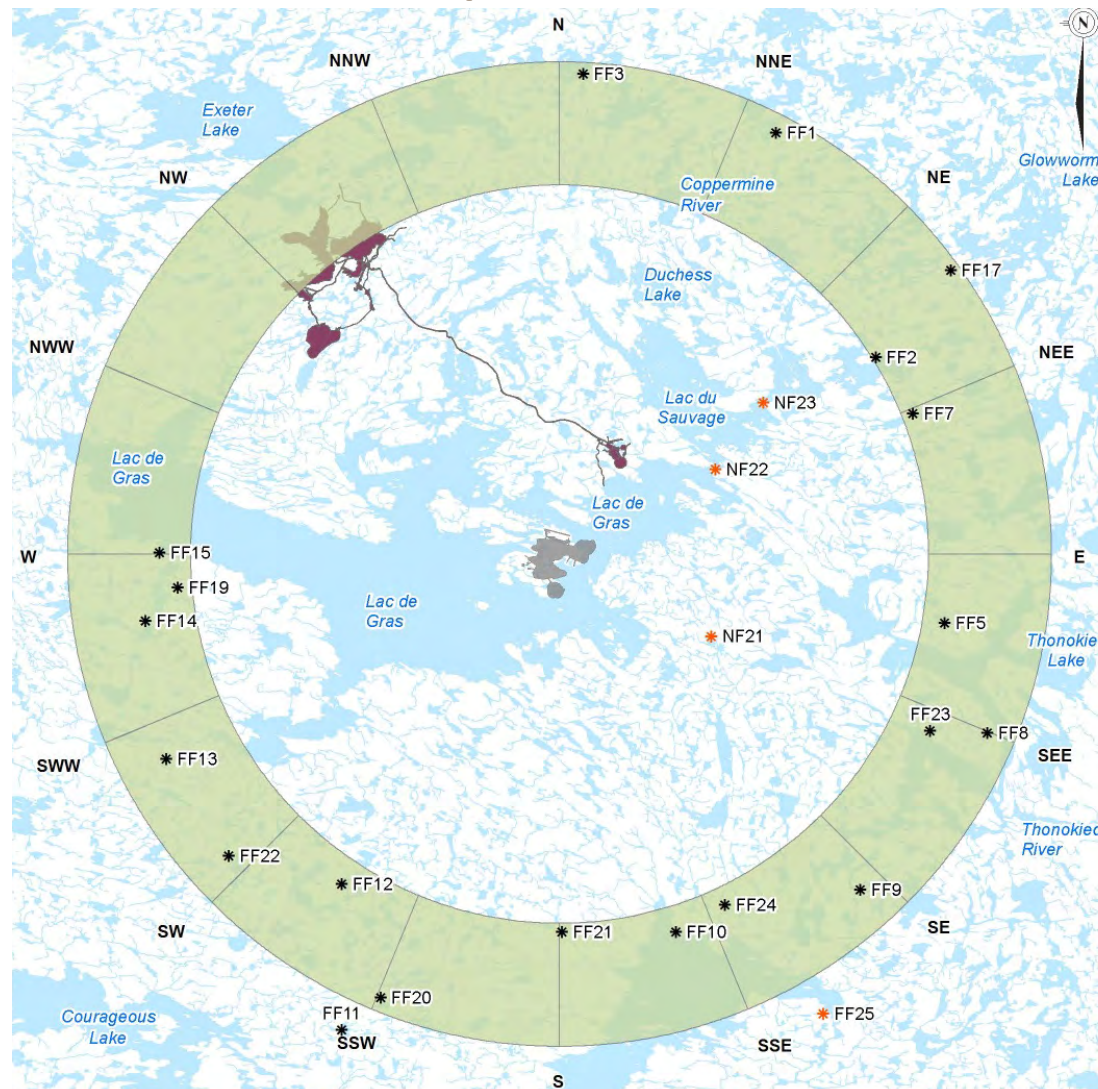 N
N
NNW
NNE
FF3
Exeter
Lake
FF1
Glowworm
Lake
NW
NE
Coppermine
River
Duchess
Lake
FF17
NWW
NEE
FF2
Lac du
Sauvage
NF23
FF7
Lac de
Gras
NF22
Lac de
Gras
W
FF15
E
FF19
Lac de
Gras
FF14
FF5
NF21
Thonokied
Lake
FF23
FF8
SEE
SWW
FF13
Thonokied
River
FF22
FF12
FF9
FF24
SW
FF21
FF10
SE
FF20
FF11
SSW
Courageous
Lake
FF25
SSE
S